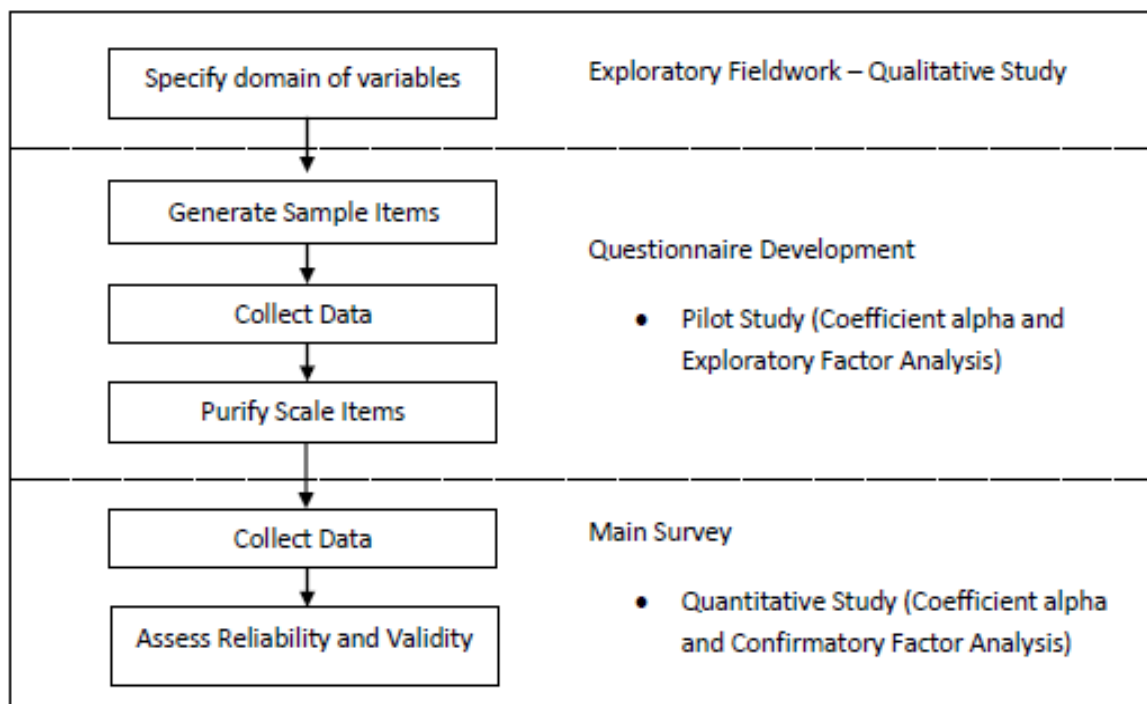 Specify domain of variables
Exploratory Fieldwork – Qualitative Study
Generate Sample Items
Collect Data
Purify Scale Items
Questionnaire Development
• Pilot Study (Coefficient alpha and
Exploratory Factor Analysis)
Collect Data
Assess Reliability and Validity
Main Survey
• Quantitative Study (Coefficient alpha
and Confirmatory Factor Analysis)